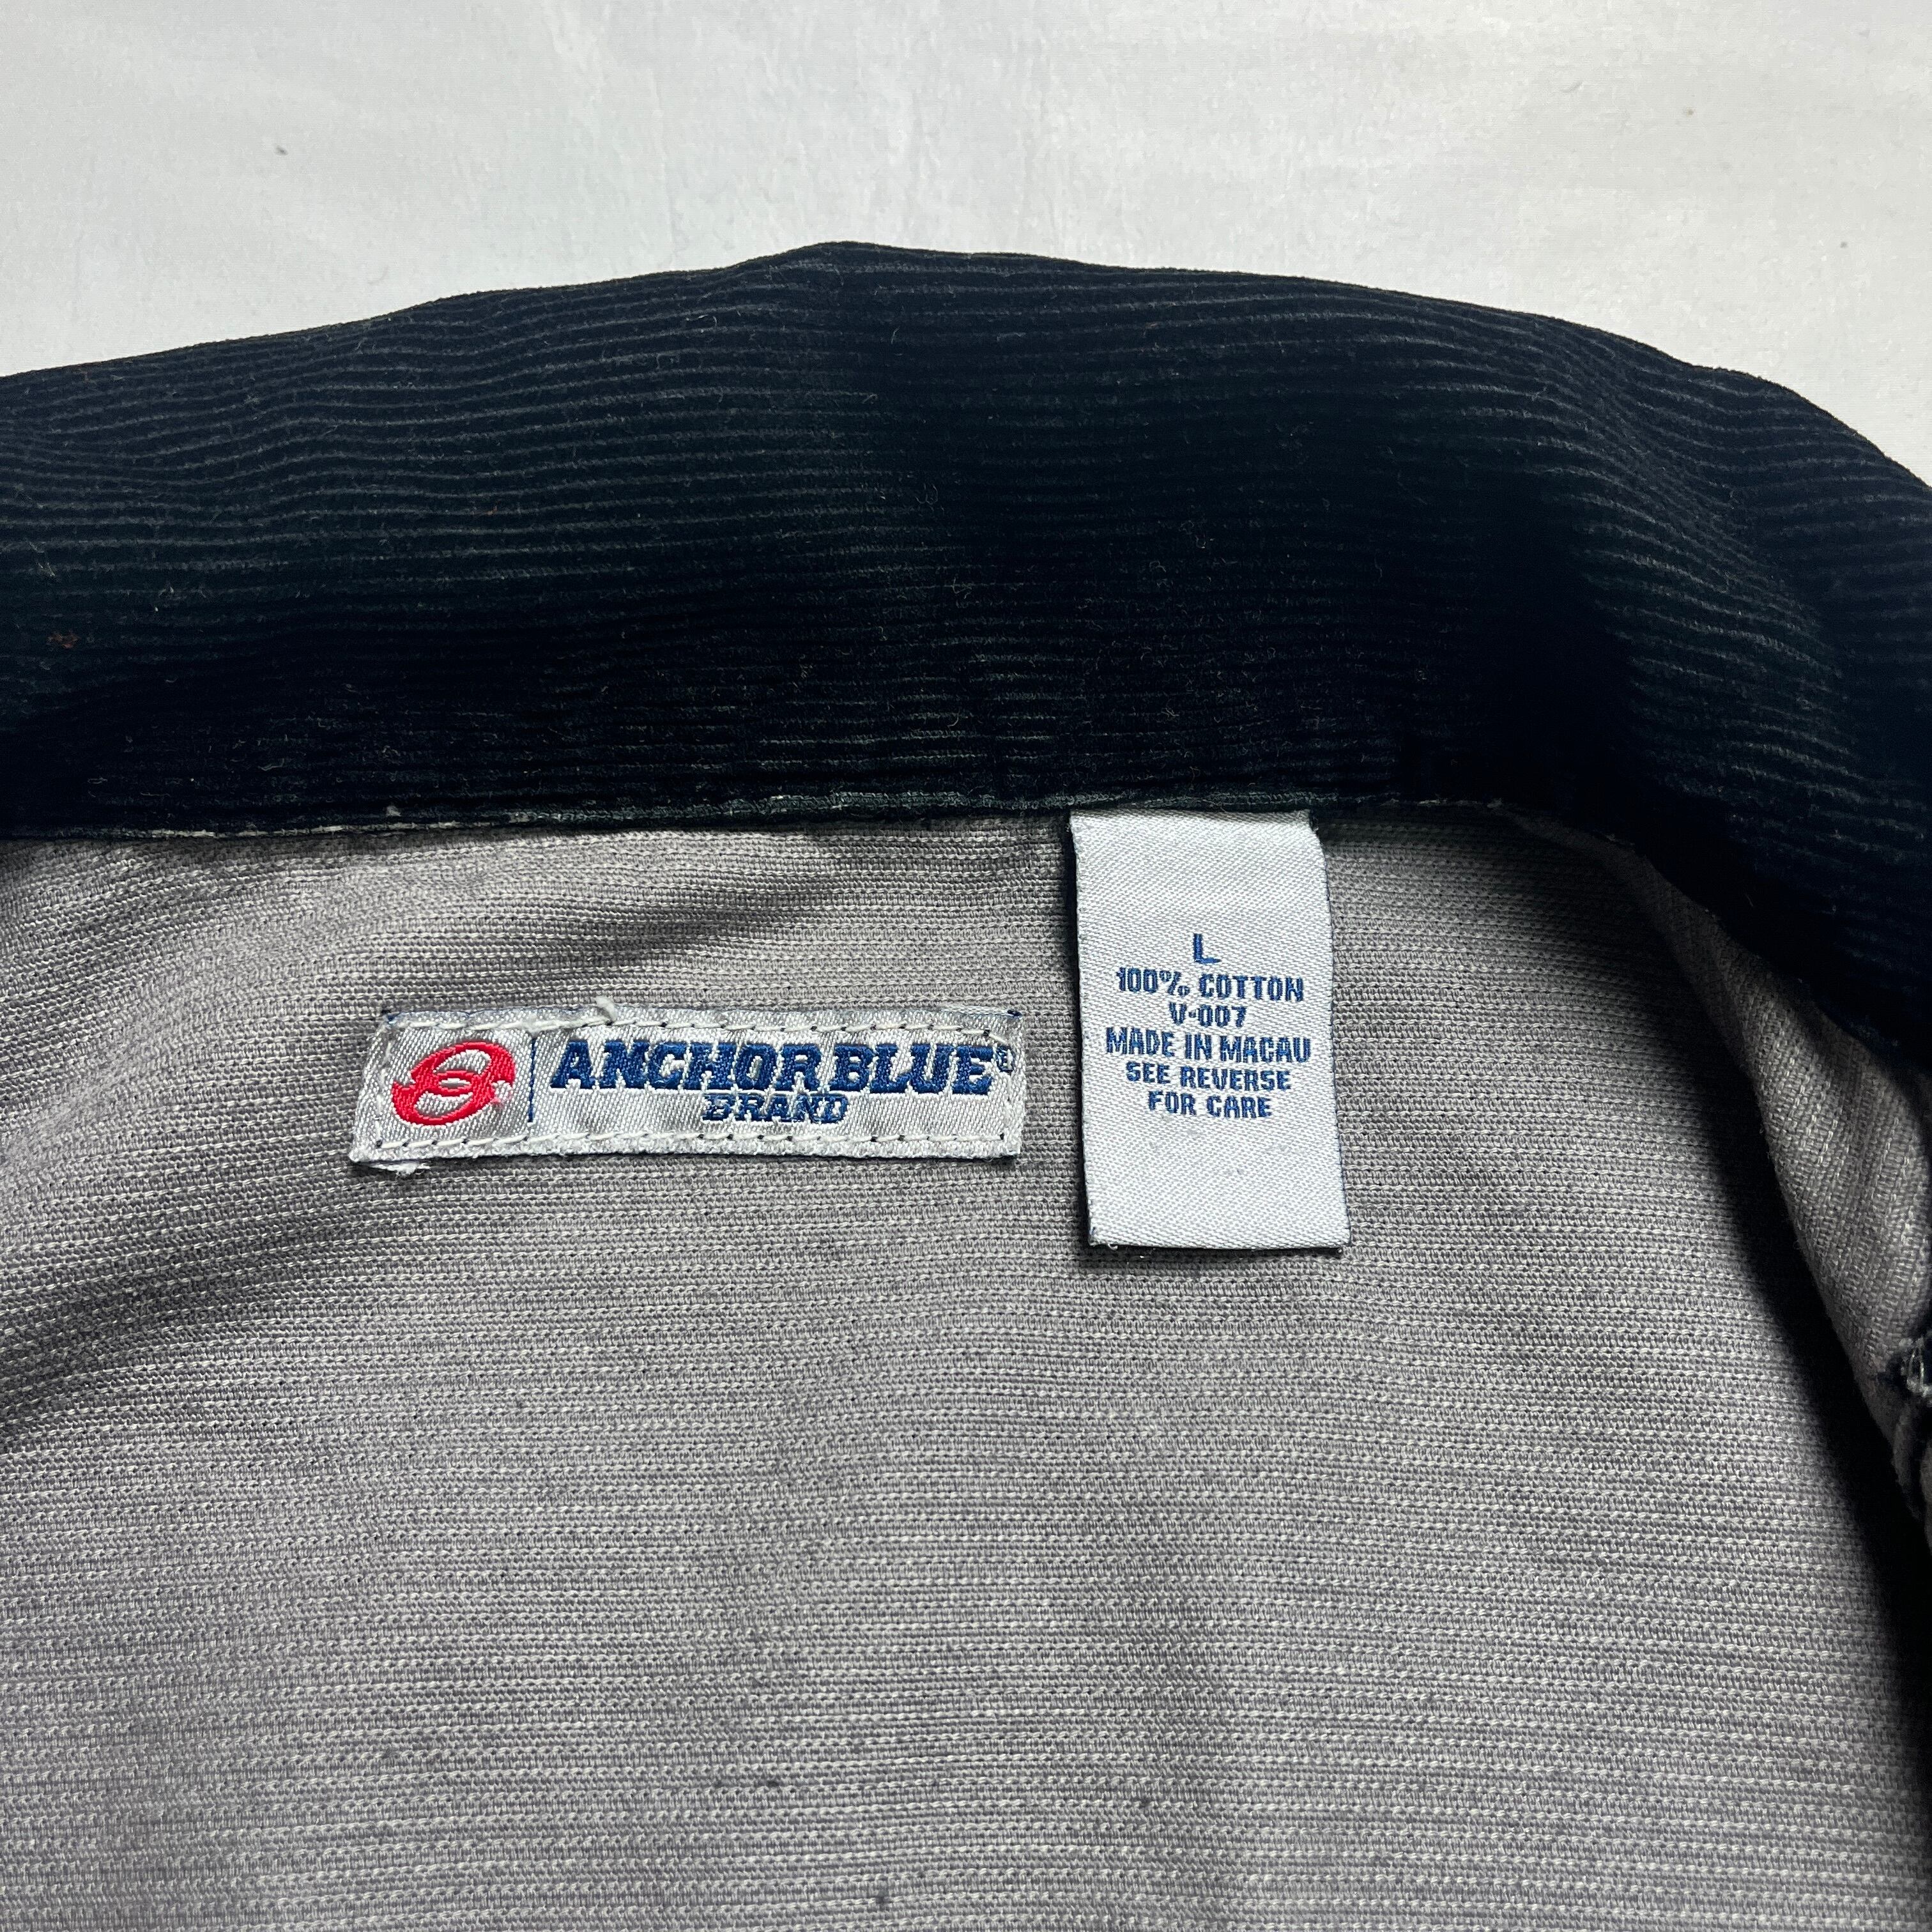 ANCHOR BLUE®
BRAND
L
100% COTTON
V-007
MADE IN MACAU
SEE REVERSE
FOR CARE